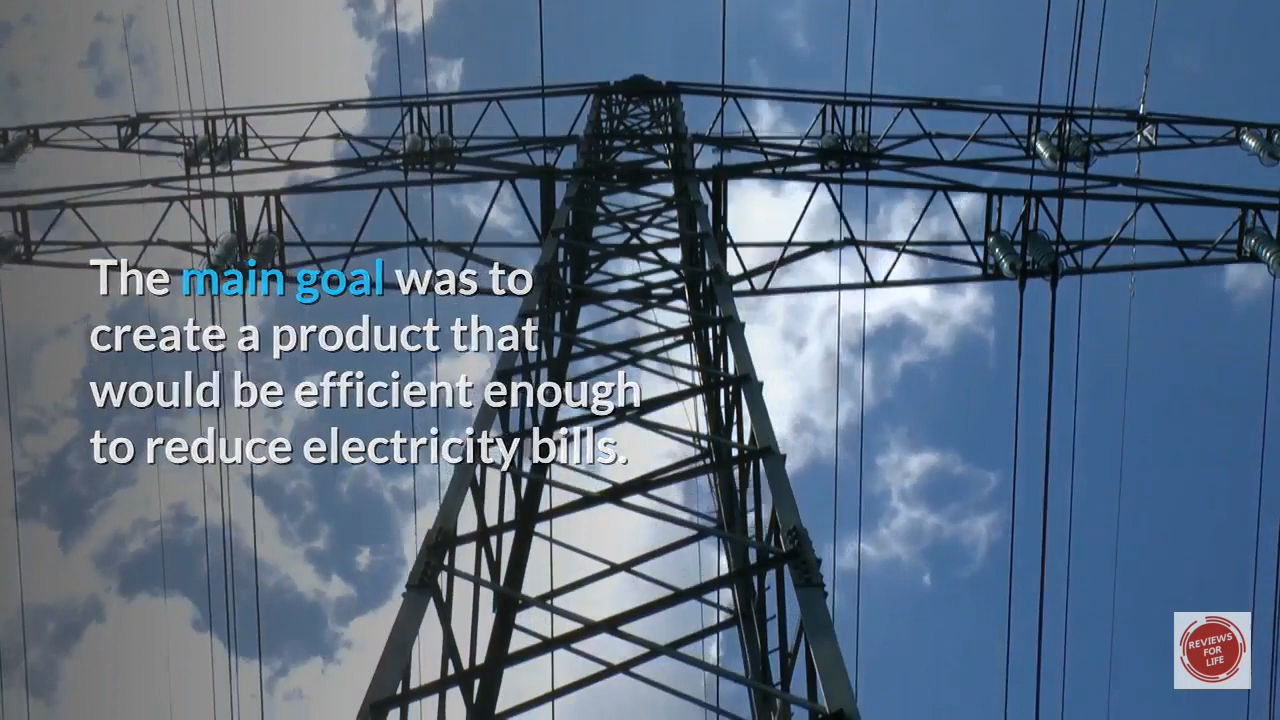 The main goal was to
create a product that
would be efficient enough
to reduce electricity bills.
REVIEWS
FOR
LIFE